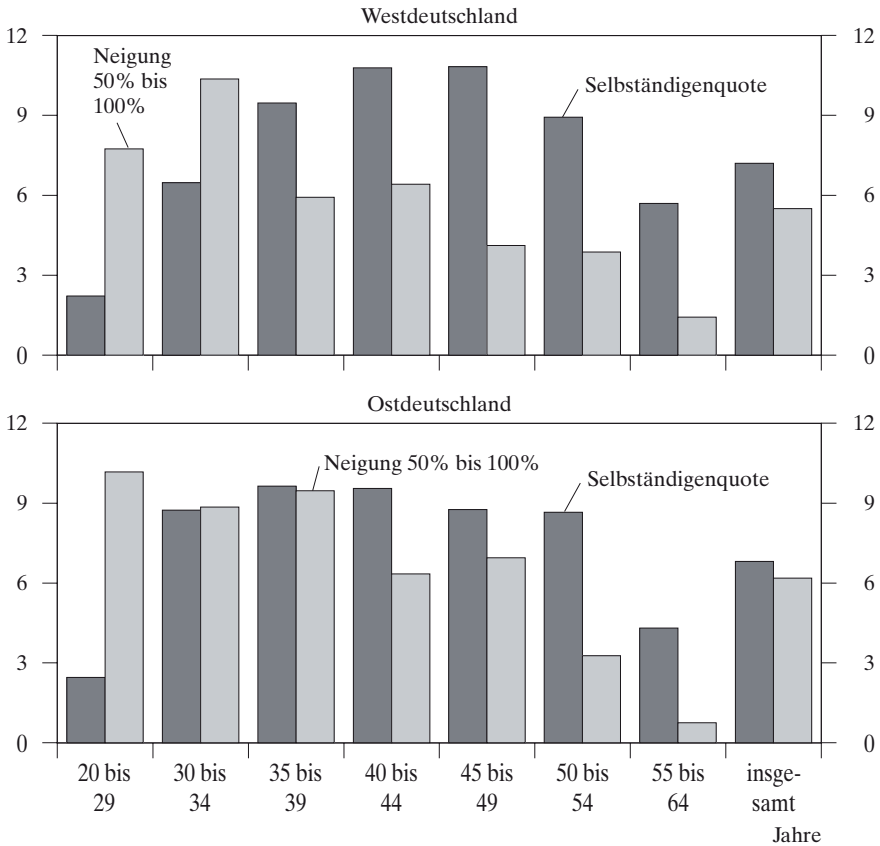 Westdeutschland
12
12
Neigung
50% bis
100%
Selbständigenquote
9
9
6
6
3
3
0
0
Ostdeutschland
12
12
Neigung 50% bis 100%
Selbständigenquote
9
9
6
6
3
3
0
0
20 bis
29
30 bis
34
35 bis
39
40 bis
44
45 bis
49
50 bis
54
55 bis
64
insge-
samt
Jahre